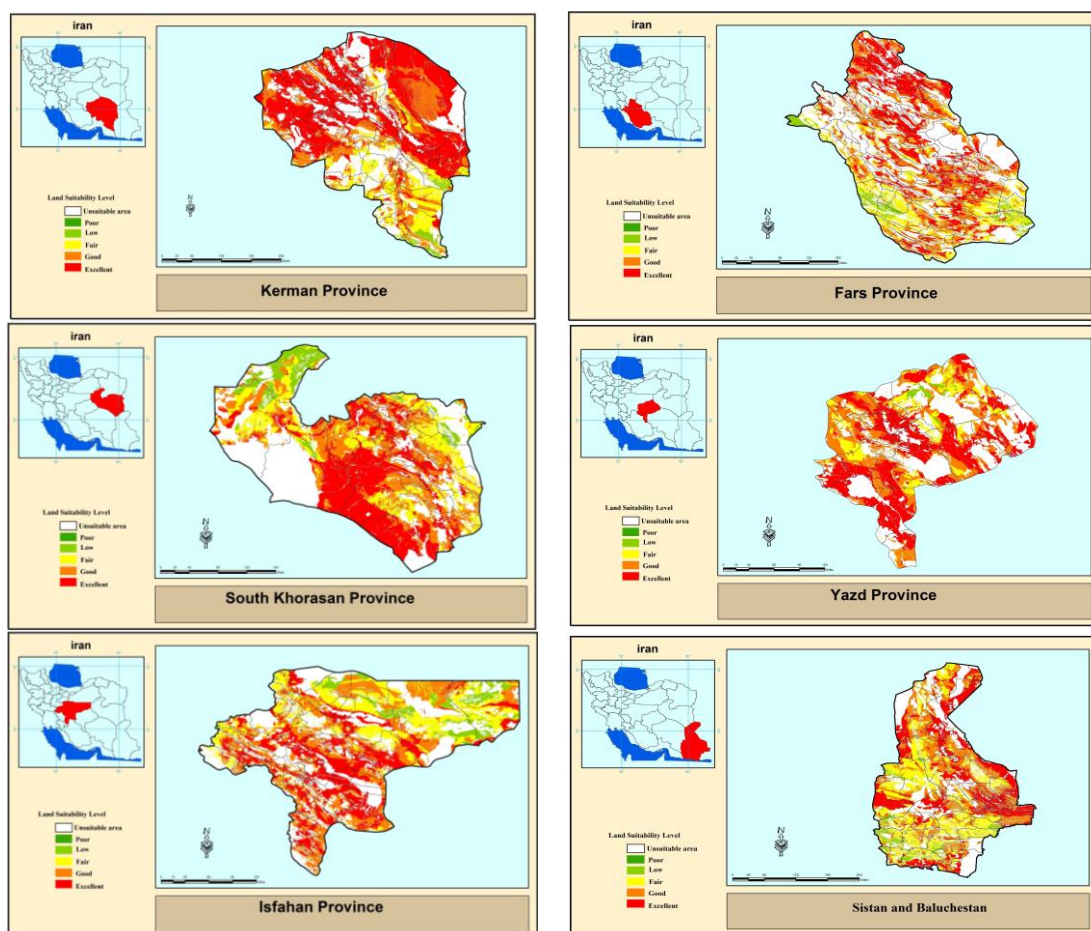 iran
Land Suitability Level
Unsuitable area
Poor
Low
Fair
Good
Excellent
N
Kerman Province
iran
Land Suitability Level
Unsuitable area
Poor
Low
Fair
Good
Excellent
N
Fars Province
iran
Land Suitability Level
Unsuitable area
Poor
Low
Fair
Good
Excellent
N
South Khorasan Province
iran
Land Suitability Level
Unsuitable area
Poor
Low
Fair
Good
Excellent
N
Yazd Province
iran
Land Suitability Level
Unsuitable area
Poor
Low
Fair
Good
Excellent
N
Isfahan Province
iran
Land Suitability Level
Unsuitable area
Poor
Low
Fair
Good
Excellent
N
Sistan and Baluchestan